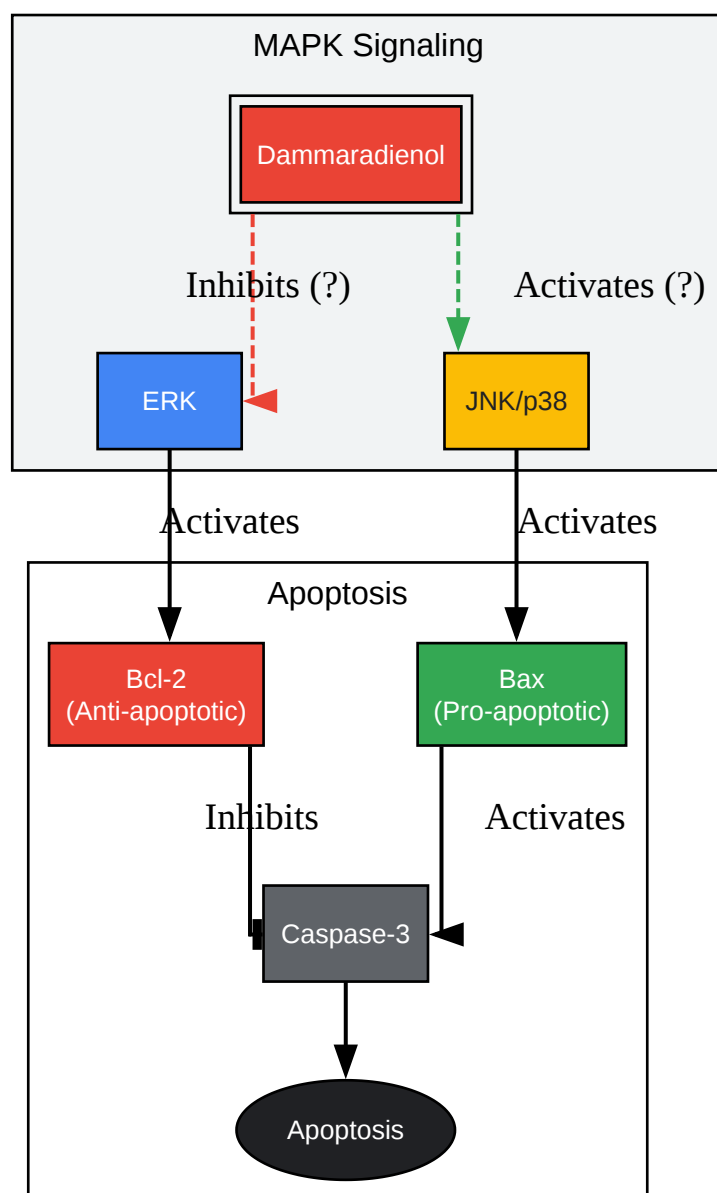 MAPK Signaling
Dammaradienol
Inhibits (?)
Activates (?)
ERK
JNK/p38
Activates
Activates
Apoptosis
Bcl-2
(Anti-apoptotic)
Bax
(Pro-apoptotic)
Inhibits
Activates
Caspase-3
Apoptosis